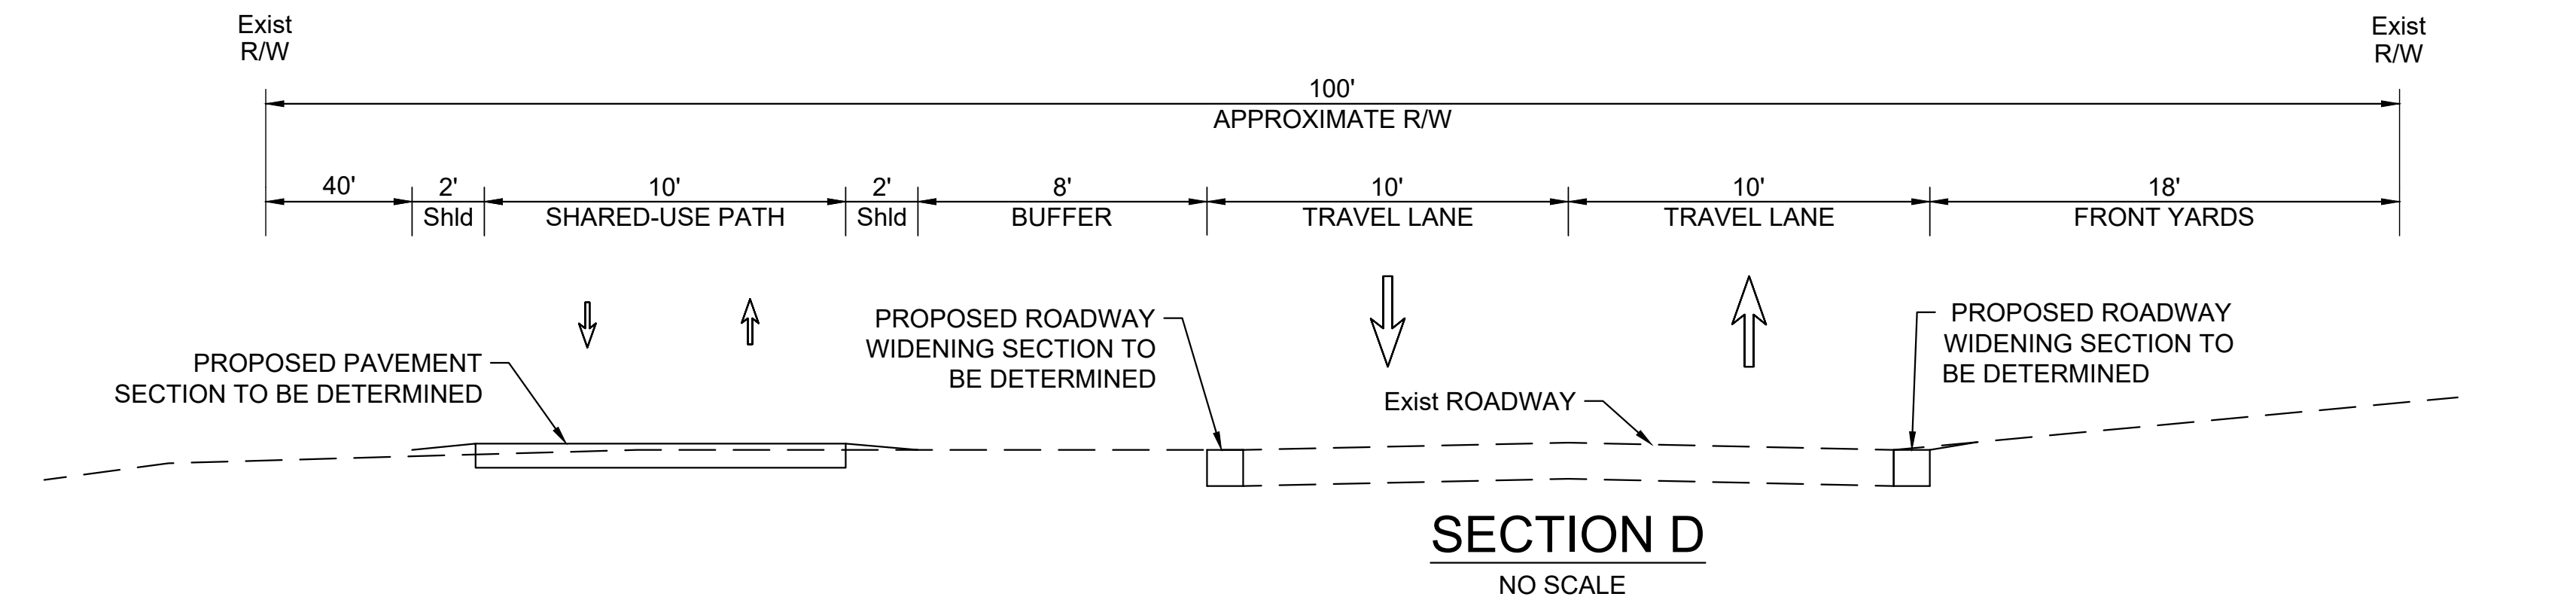 Exist
R/W
Exist
R/W
100'
APPROXIMATE R/W
40'
2'
10'
2'
8'
10'
10'
18'
Shld
SHARED-USE PATH
Shld
BUFFER
TRAVEL LANE
TRAVEL LANE
FRONT YARDS
PROPOSED PAVEMENT
SECTION TO BE DETERMINED
PROPOSED ROADWAY
WIDENING SECTION TO
BE DETERMINED
Exist ROADWAY
PROPOSED ROADWAY
WIDENING SECTION TO
BE DETERMINED
SECTION D
NO SCALE